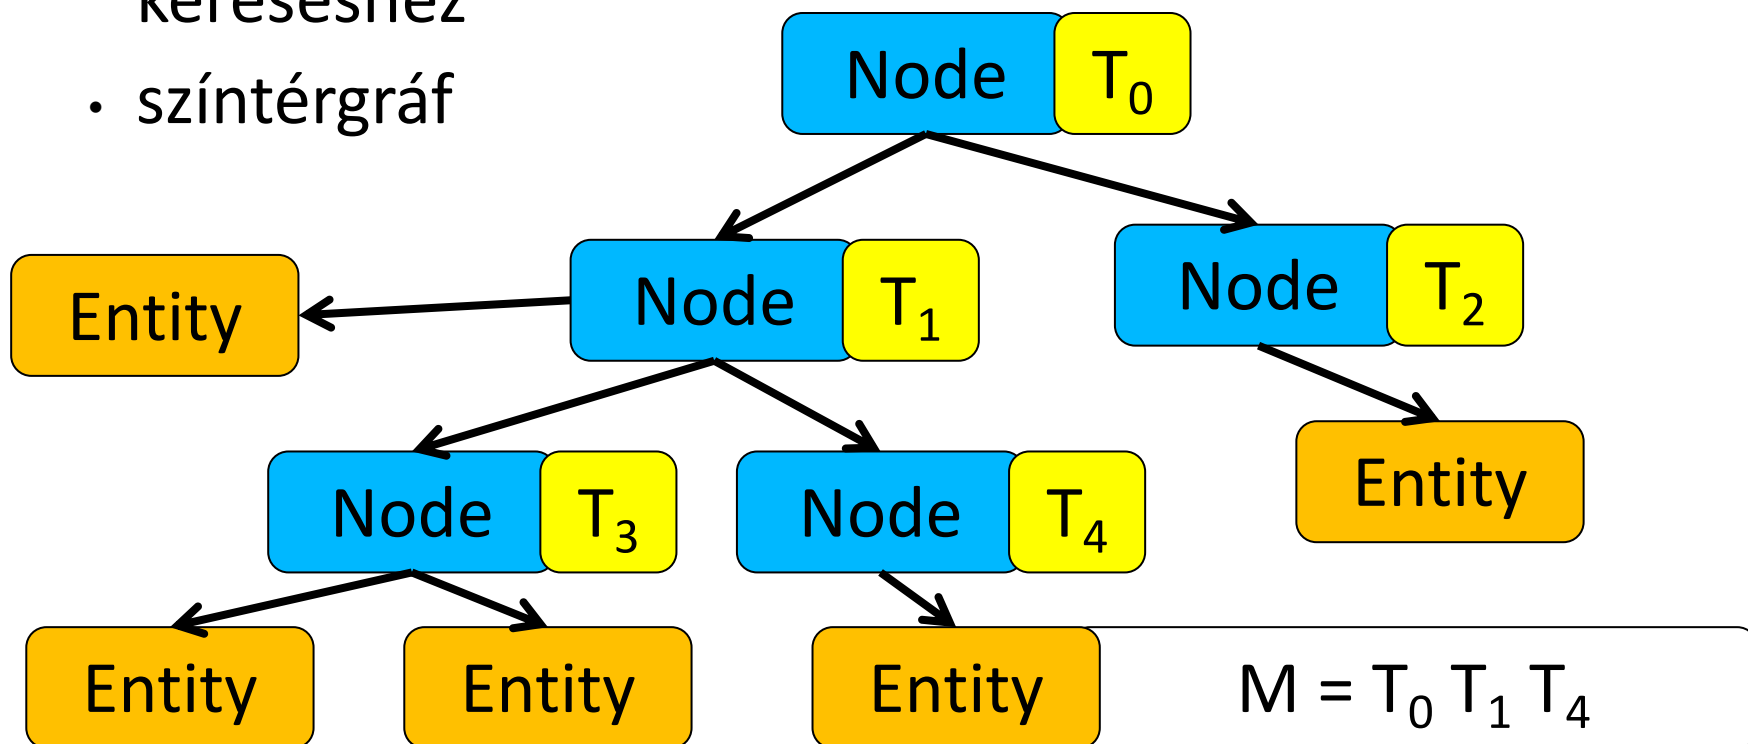 kereséshez
• színtérgráf
Node T₀
Node T₁
Node T₂
Entity
Node T₃
Node T₄
Entity
Entity
Entity
Entity
M = T₀ T₁ T₄